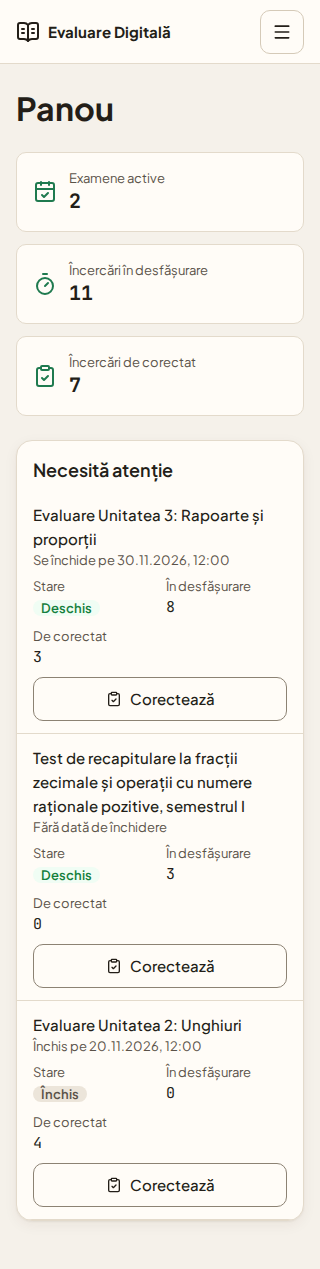 Evaluare Digitală
Panou
Examene active
2
Încercări în desfășurare
11
Încercări de corectat
7
Necesită atenție
Evaluare Unitatea 3: Rapoarte și
proporții
Se închide pe 30.11.2026, 12:00
Stare
În desfășurare
Deschis
8
De corectat
3
Corectează
Test de recapitulare la fracții
zecimale și operații cu numere
raționale pozitive, semestrul I
Fără dată de închidere
Stare
În desfășurare
Deschis
3
De corectat
0
Corectează
Evaluare Unitatea 2: Unghiuri
Închis pe 20.11.2026, 12:00
Stare
În desfășurare
Închis
0
De corectat
4
Corectează